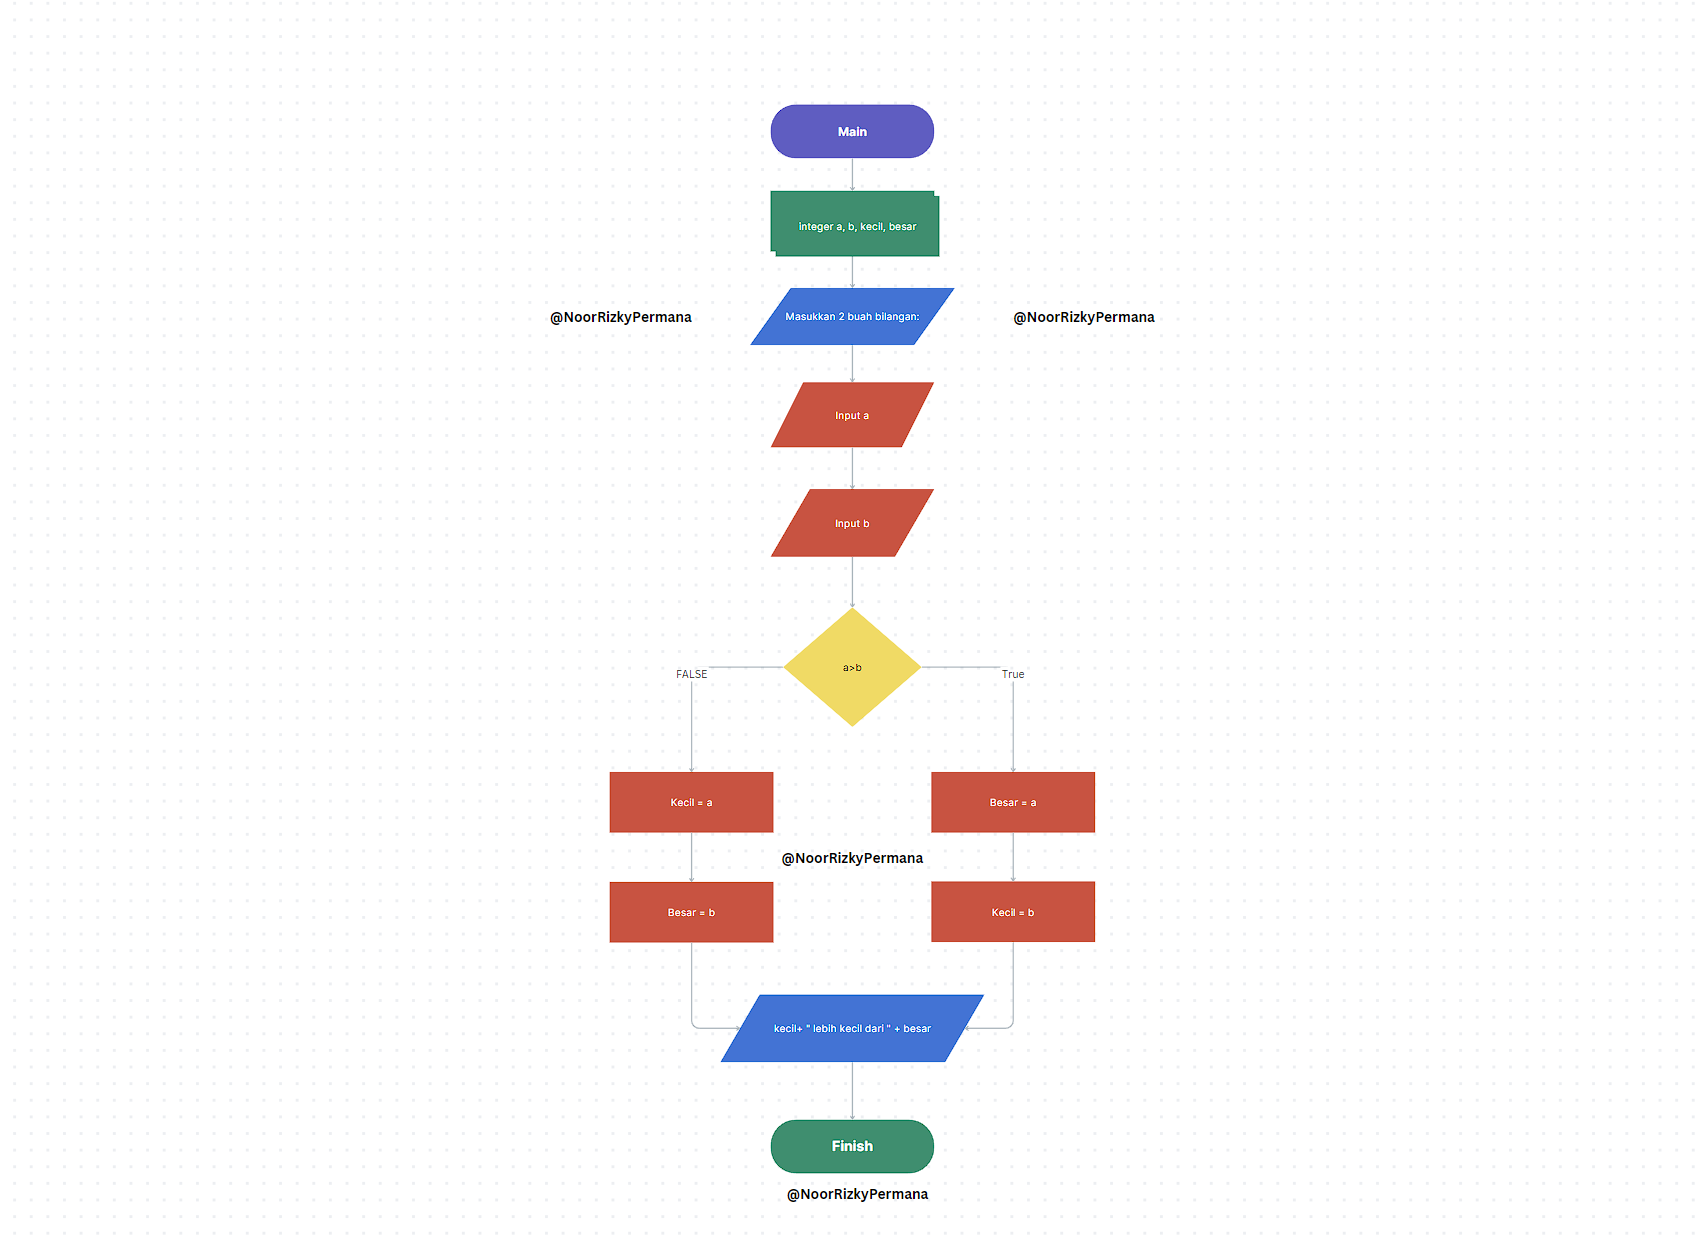 Main
Integer a, b, kecil, besar
@NoorRizkyPermana
Masukkan 2 buah bilangan:
@NoorRizkyPermana
Input a
Input b
a>b
FALSE
True
Kecil = a
Besar = a
@NoorRizkyPermana
Besar = b
Kecil = b
kecil+ " lebih kecil dari " + besar
Finish
@NoorRizkyPermana